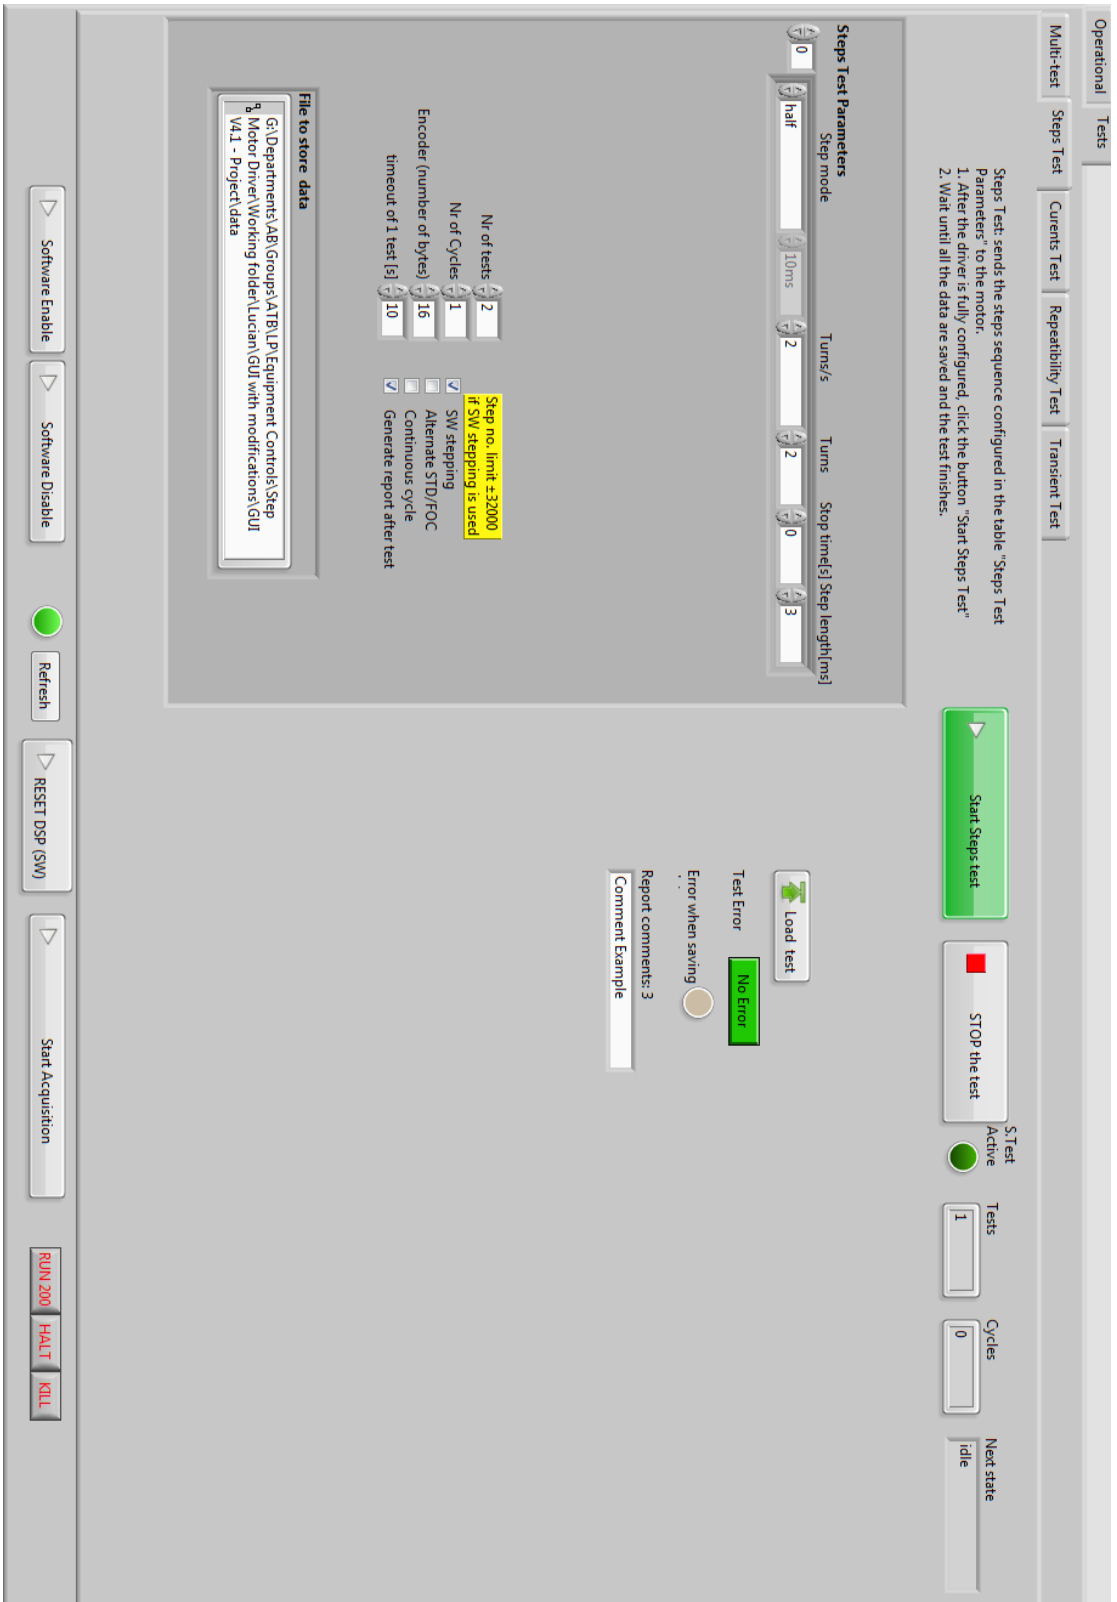 Operational
Tests
Multi-test
Steps Test
Curents Test
Repeatibility Test
Transient Test
Steps Test: sends the steps sequence configured in the table "Steps Test
Parameters" to the motor.
1. After the driver is fully configured, click the button "Start Steps Test"
2. Wait until all the data are saved and the test finishes.
Start Steps test
STOP the test
S.Test
Active
Tests
1
Cycles
0
Next state
idle
Steps Test Parameters
Step mode
Turns/s
Turns
Stop time[s]
Step length[ms]
0
half
10ms
2
2
0
3
Load test
Test Error
No Error
Error when saving
Report comments: 3
Comment Example
Nr of tests
2
Nr of Cycles
1
Encoder (number of bytes)
16
timeout of 1 test [s]
10
Step no. limit ±32000
if SW stepping is used
SW stepping
Alternate STD/FOC
Continuous cycle
Generate report after test
File to store data
G:\Departments\AB\Groups\ATB\LP\Equipment Controls\Step
Motor Driver\Working folder\Lucian\GUI with modifications\GUI
V4.1 - Project\data
Software Enable
Software Disable
Refresh
RESET DSP (SW)
Start Acquisition
RUN 200
HALT
KILL